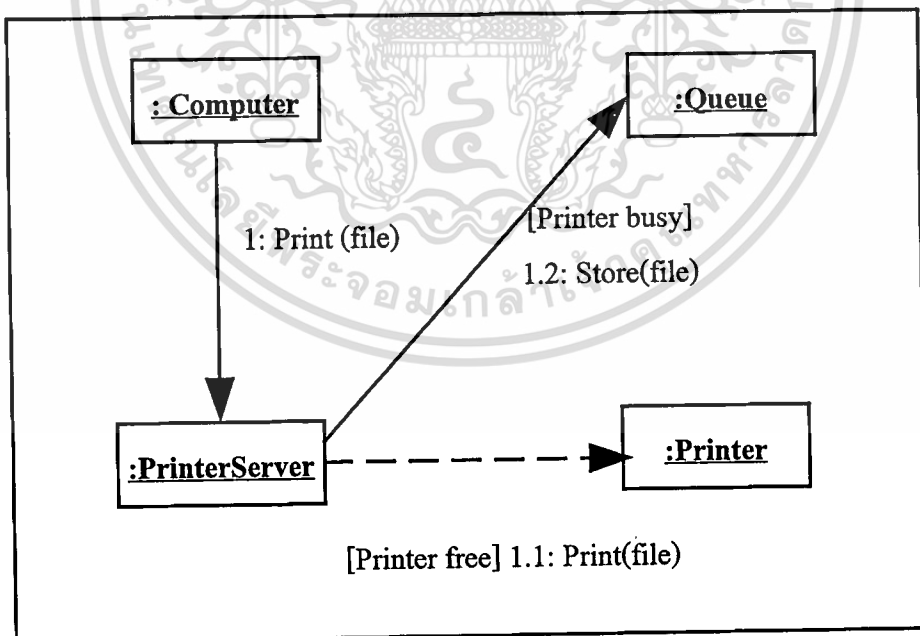 : Computer
:Queue
1: Print (file)
[Printer busy]
1.2: Store(file)
:PrinterServer
:Printer
[Printer free] 1.1: Print(file)